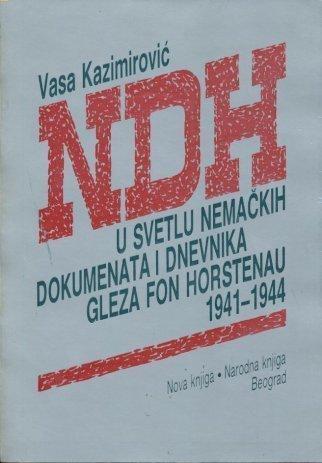 Vasa Kazimirović
NDH
U SVETLU NEMAČKIH
DOKUMENATA I DNEVNIKA
GLEZA FON HORSTENAU
1941–1944
Nova knjiga • Narodna knjiga
Beograd